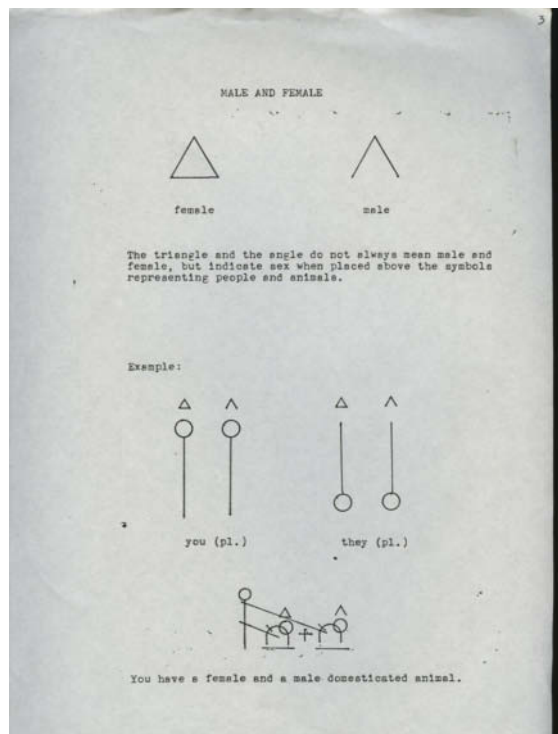 3
MALE AND FEMALE
female male
The triangle and the angle do not always mean male and
female, but indicate sex when placed above the symbols
representing people and animals.
Example:
you (pl.) they (pl.)
You have a female and a male domesticated animal.